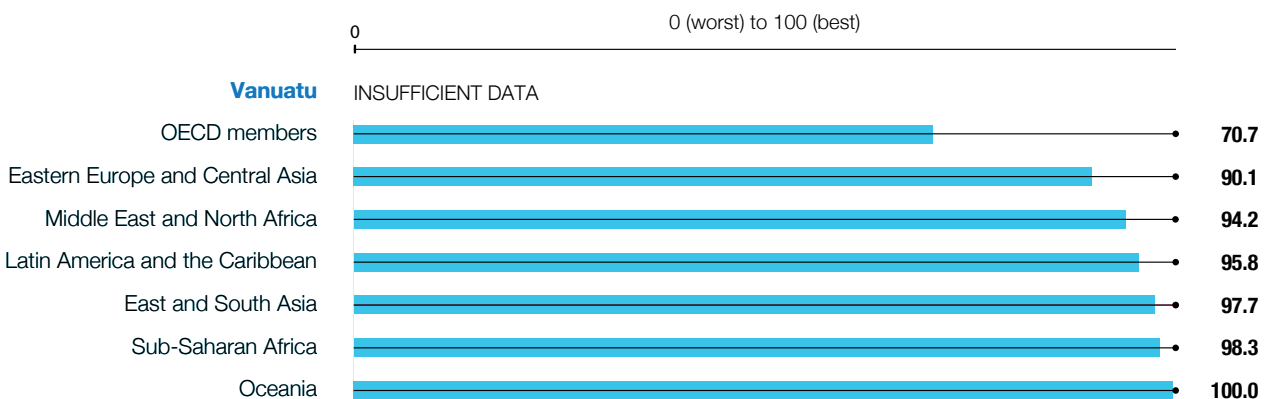 0 (worst) to 100 (best)
0
Vanuatu INSUFFICIENT DATA
OECD members 70.7
Eastern Europe and Central Asia 90.1
Middle East and North Africa 94.2
Latin America and the Caribbean 95.8
East and South Asia 97.7
Sub-Saharan Africa 98.3
Oceania 100.0